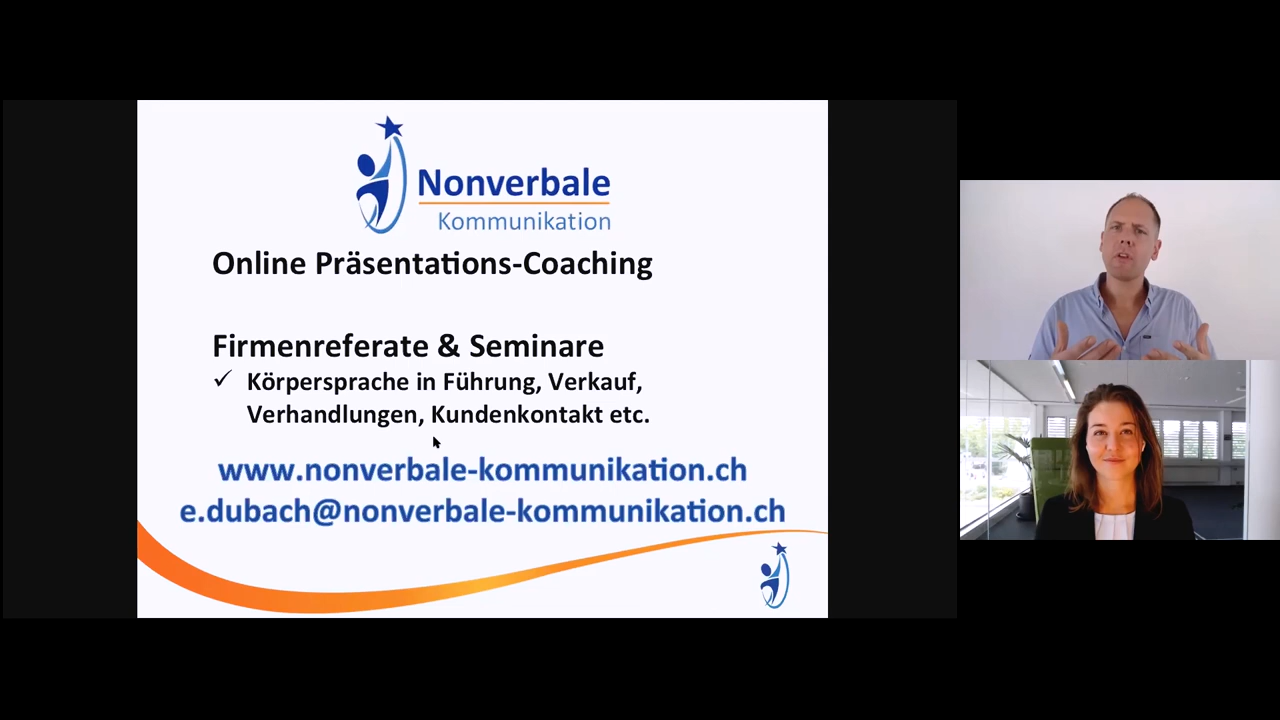 Nonverbale
Kommunikation
Online Präsentations-Coaching
Firmenreferate & Seminare
✓ Körpersprache in Führung, Verkauf,
Verhandlungen, Kundenkontakt etc.
www.nonverbale-kommunikation.ch
e.dubach@nonverbale-kommunikation.ch